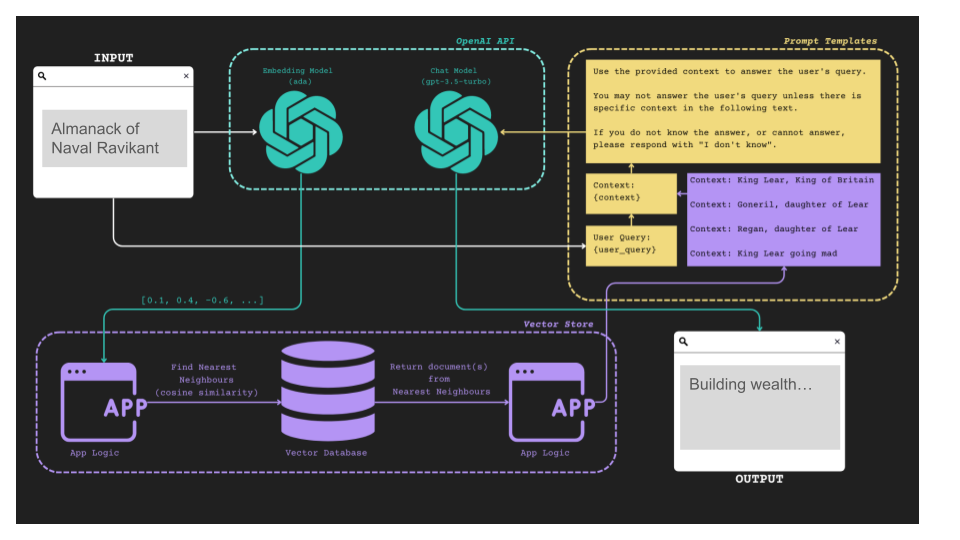 INPUT
Almanack of
Naval Ravikant
OpenAI API
Embedding Model
(ada)
Chat Model
(gpt-3.5-turbo)
Prompt Templates
Use the provided context to answer the user's query.
You may not answer the user's query unless there is
specific context in the following text.
If you do not know the answer, or cannot answer,
please respond with "I don't know".
Context:
{context}
User Query:
{user_query}
Context: King Lear, King of Britain
Context: Goneril, daughter of Lear
Context: Regan, daughter of Lear
Context: King Lear going mad
[0.1, 0.4, -0.6, ...]
Vector Store
APP
App Logic
Find Nearest
Neighbours
(cosine similarity)
Vector Database
Return document(s)
from
Nearest Neighbours
APP
App Logic
Building wealth…
OUTPUT